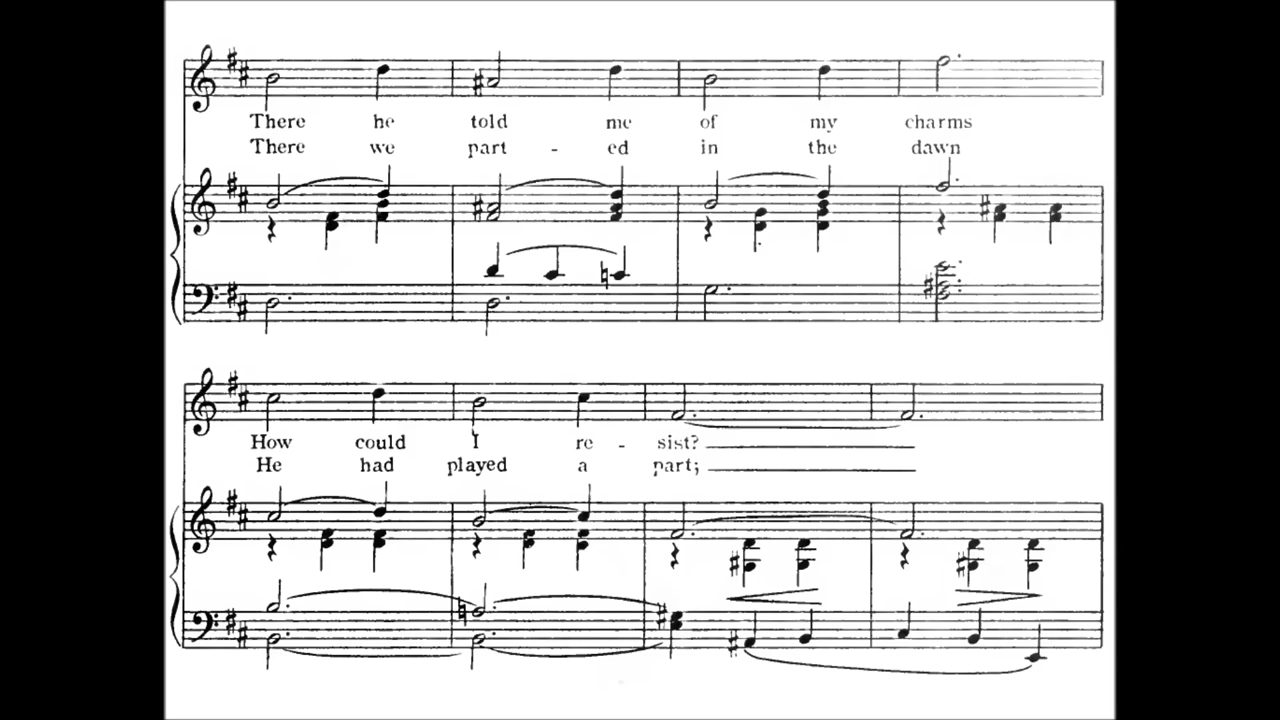 There he told me of my charms
There we part - ed in the dawn
How could I re - sist?
He had played a part;